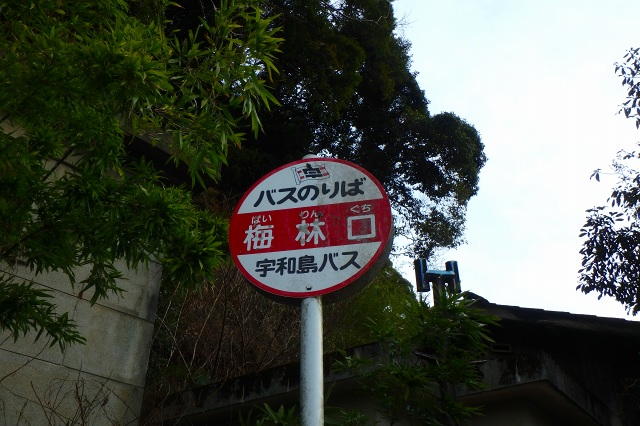 バスのりば
ばい りん ぐち
梅林口
宇和島バス